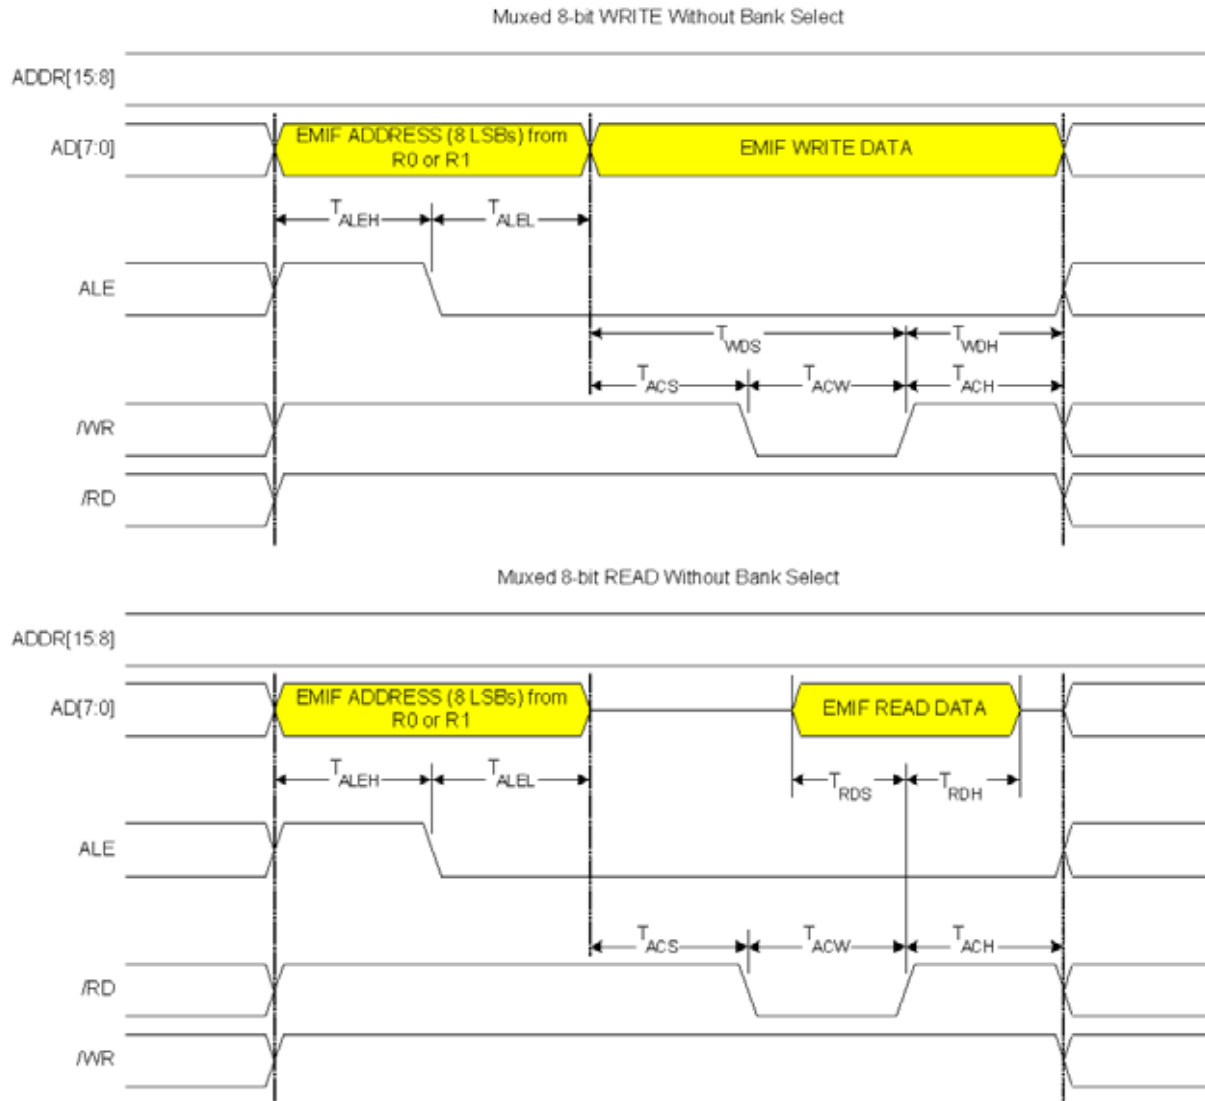 Muxed 8-bit WRITE Without Bank Select
ADDR[15:8]
AD[7:0]
EMIF ADDRESS (8 LSBs) from
R0 or R1
EMIF WRITE DATA
TALEH
TALEL
ALE
TWDS
TWDH
TACS
TACW
TACH
/WR
/RD
Muxed 8-bit READ Without Bank Select
ADDR[15:8]
AD[7:0]
EMIF ADDRESS (8 LSBs) from
R0 or R1
EMIF READ DATA
TALEH
TALEL
TRDS
TRDH
ALE
TACS
TACW
TACH
/RD
/WR